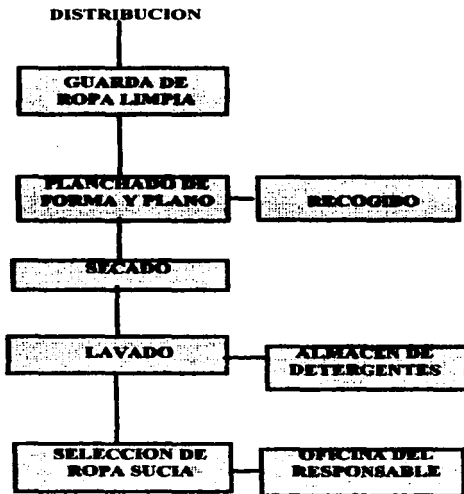 DISTRIBUCION
GUARDA DE
ROPA LIMPIA
PLANCHADO DE
FORMA Y PLANO
RECOGIDO
SECADO
LAVADO
ALMACEN DE
DETERGENTES
SELECCION DE
ROPA SUCIA
OFICINA DEL
RESPONSABLE